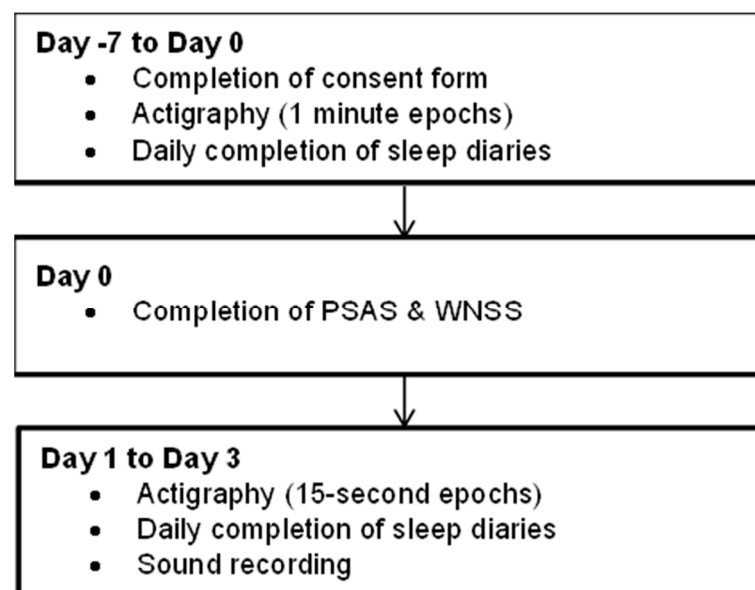 Day -7 to Day 0
• Completion of consent form
• Actigraphy (1 minute epochs)
• Daily completion of sleep diaries
Day 0
• Completion of PSAS & WNSS
Day 1 to Day 3
• Actigraphy (15-second epochs)
• Daily completion of sleep diaries
• Sound recording